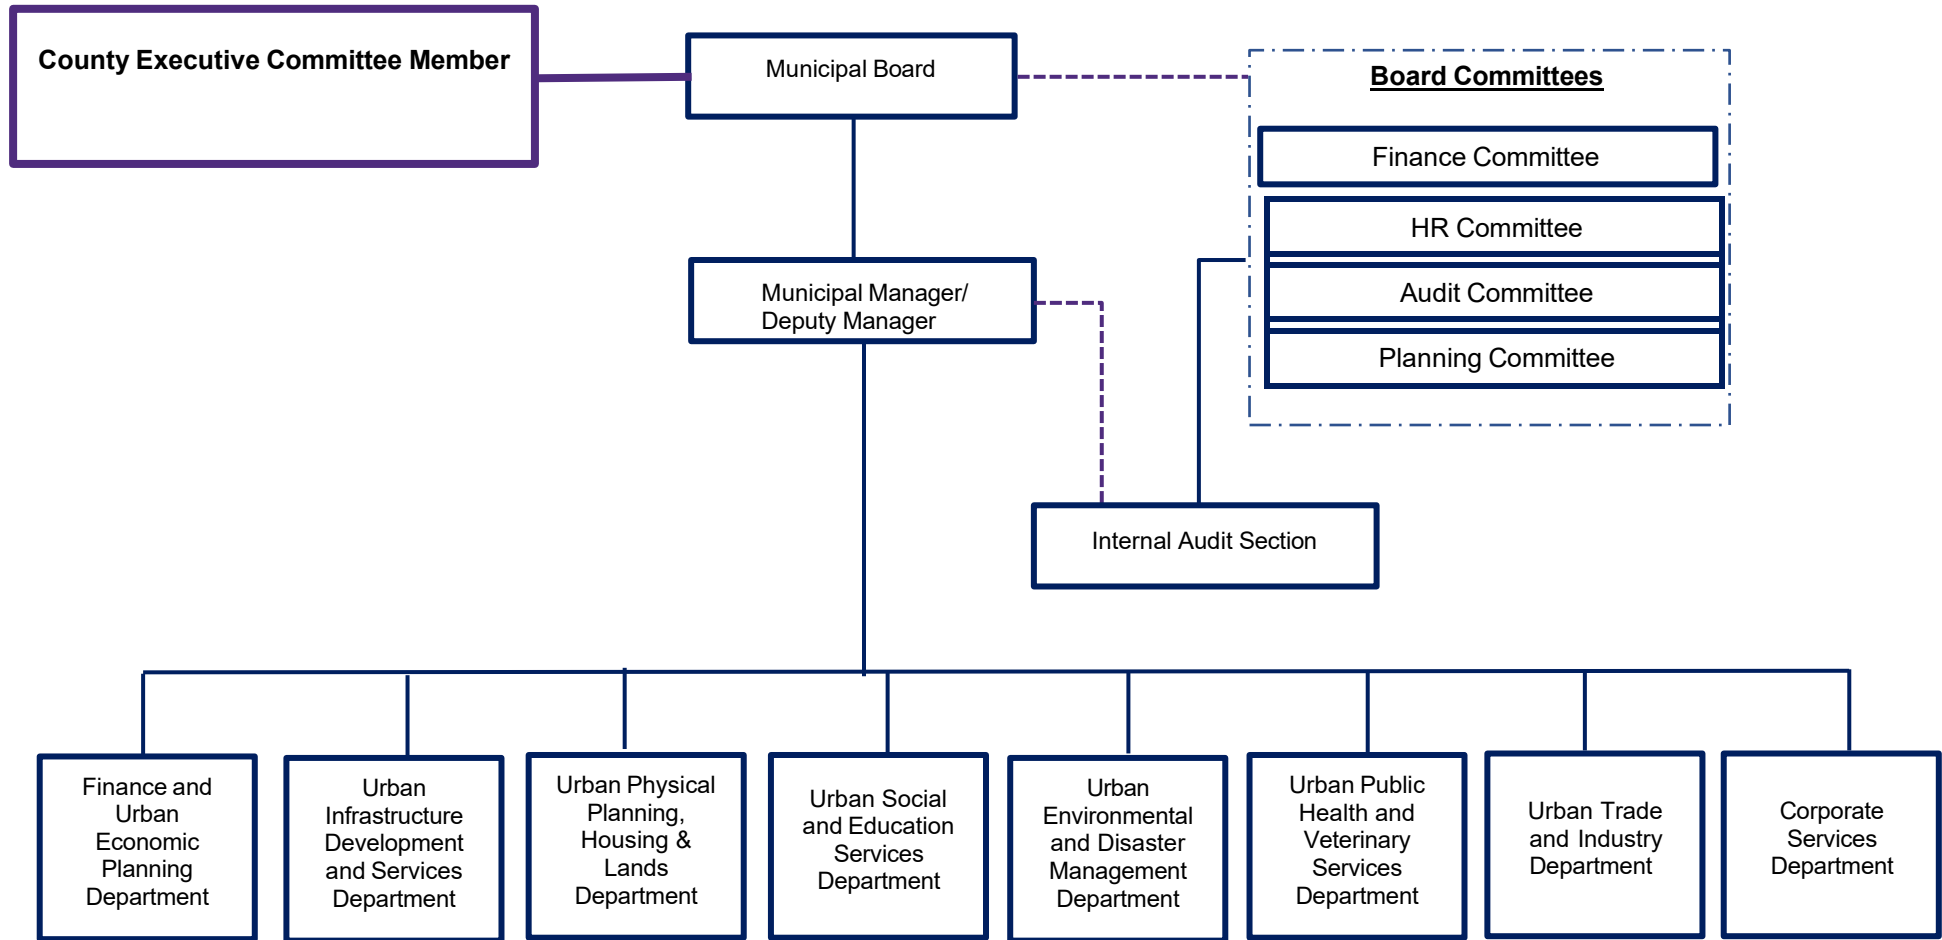 County Executive Committee Member
Municipal Board
Board Committees
Finance Committee
HR Committee
Audit Committee
Planning Committee
Municipal Manager/
Deputy Manager
Internal Audit Section
Finance and
Urban
Economic
Planning
Department
Urban
Infrastructure
Development
and Services
Department
Urban Physical
Planning,
Housing &
Lands
Department
Urban Social
and Education
Services
Department
Urban
Environmental
and Disaster
Management
Department
Urban Public
Health and
Veterinary
Services
Department
Urban Trade
and Industry
Department
Corporate
Services
Department